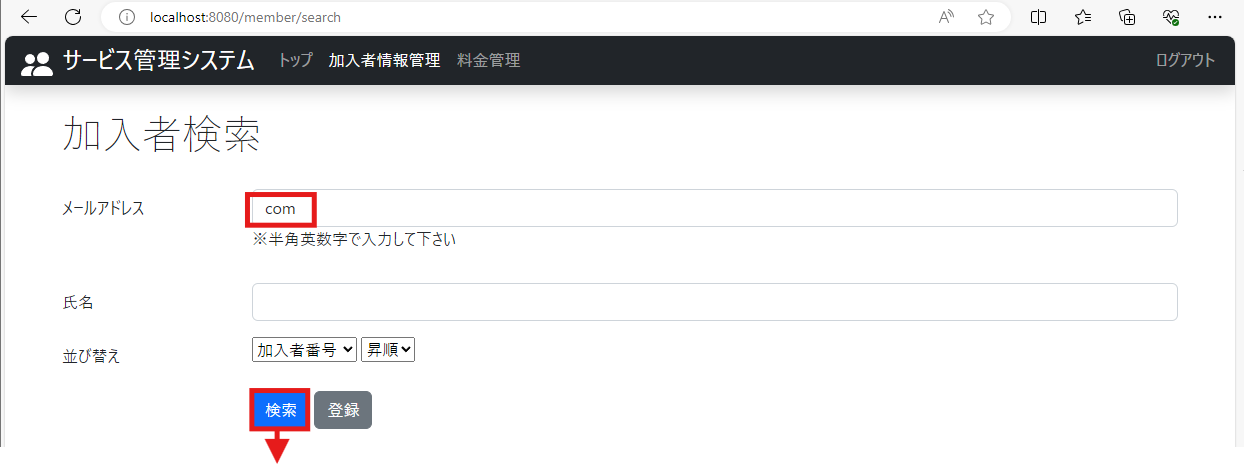 localhost:8080/member/search
サービス管理システム トップ 加入者情報管理 料金管理 ログアウト
加入者検索
メールアドレス com
※半角英数字で入力して下さい
氏名
並び替え 加入者番号 昇順
検索 登録